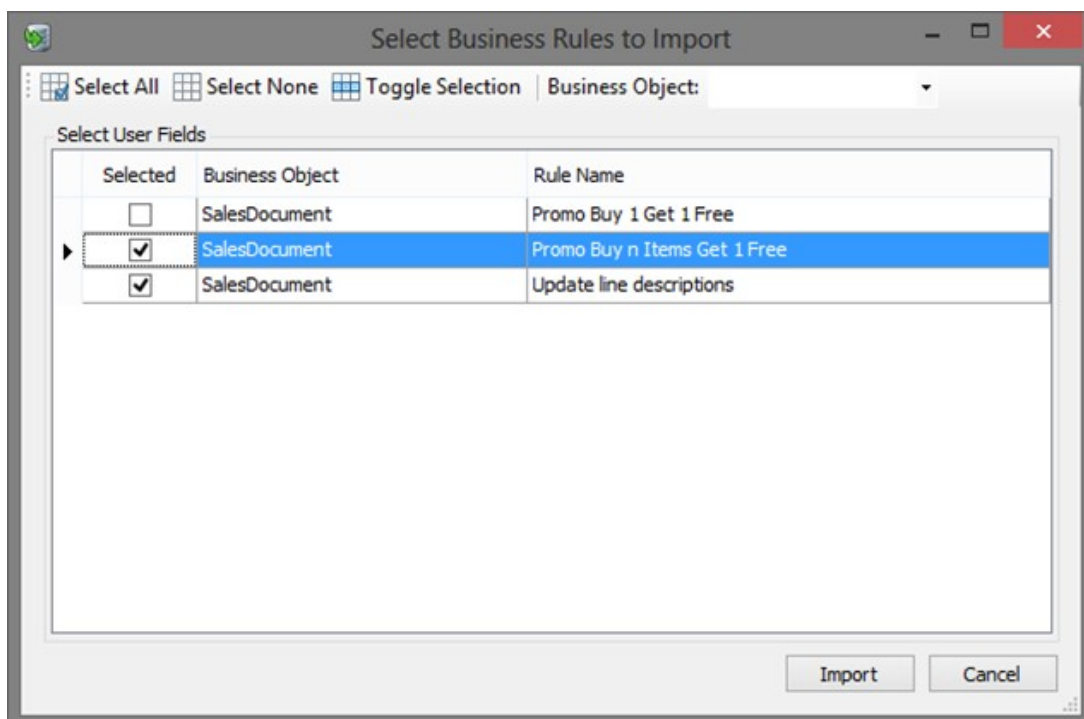 Select Business Rules to Import
Select All Select None Toggle Selection Business Object:
Select User Fields
Selected Business Object Rule Name
SalesDocument Promo Buy 1 Get 1 Free
SalesDocument Promo Buy n Items Get 1 Free
SalesDocument Update line descriptions
Import Cancel